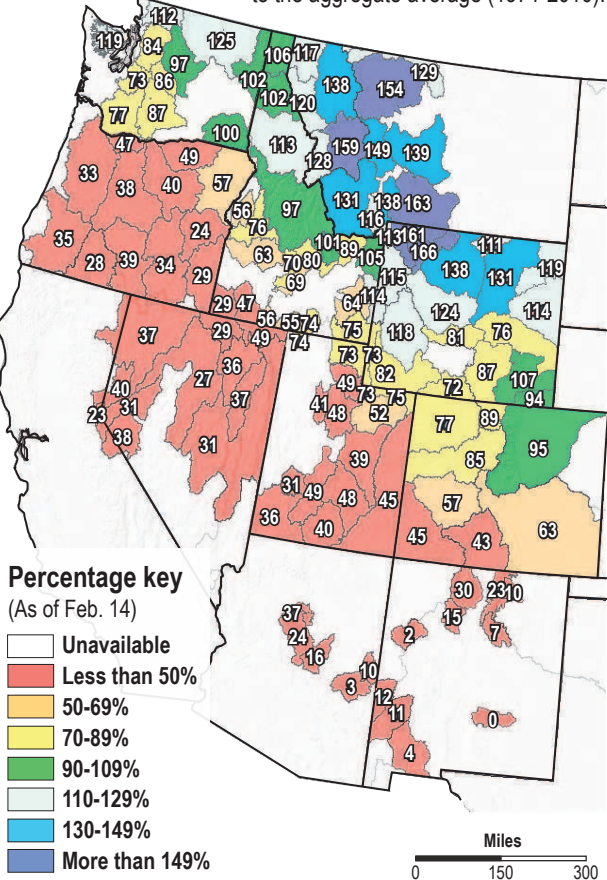 to the aggregate average
112
119 84 125 106 117 129
97 138 154
73 86 102 102 120
77 87 100
47 113 128 159 149 139
33 38 40 49 57
56 76 97 131 138 163
116
35 28 39 34 24 29
63 70 80 69 101 89 105 113 161 166
111
138 131 119
115 114 64
29 47 56 55 74 75 118 124 114
81 76
37 29 49 74 73 73 82
36 27 37 49 73 75 72 87 107 94
40 31 23 38 41 48 52 77 89
31 39 85 95
31 49 48 45 57
36 40 45 43 63
Percentage key
(As of Feb. 14)
Unavailable
Less than 50%
50-69%
70-89%
90-109%
110-129%
130-149%
More than 149%
30 23 10
37 15
24 2 7
16
10
3 12
11 0
4
Miles
0 150 300